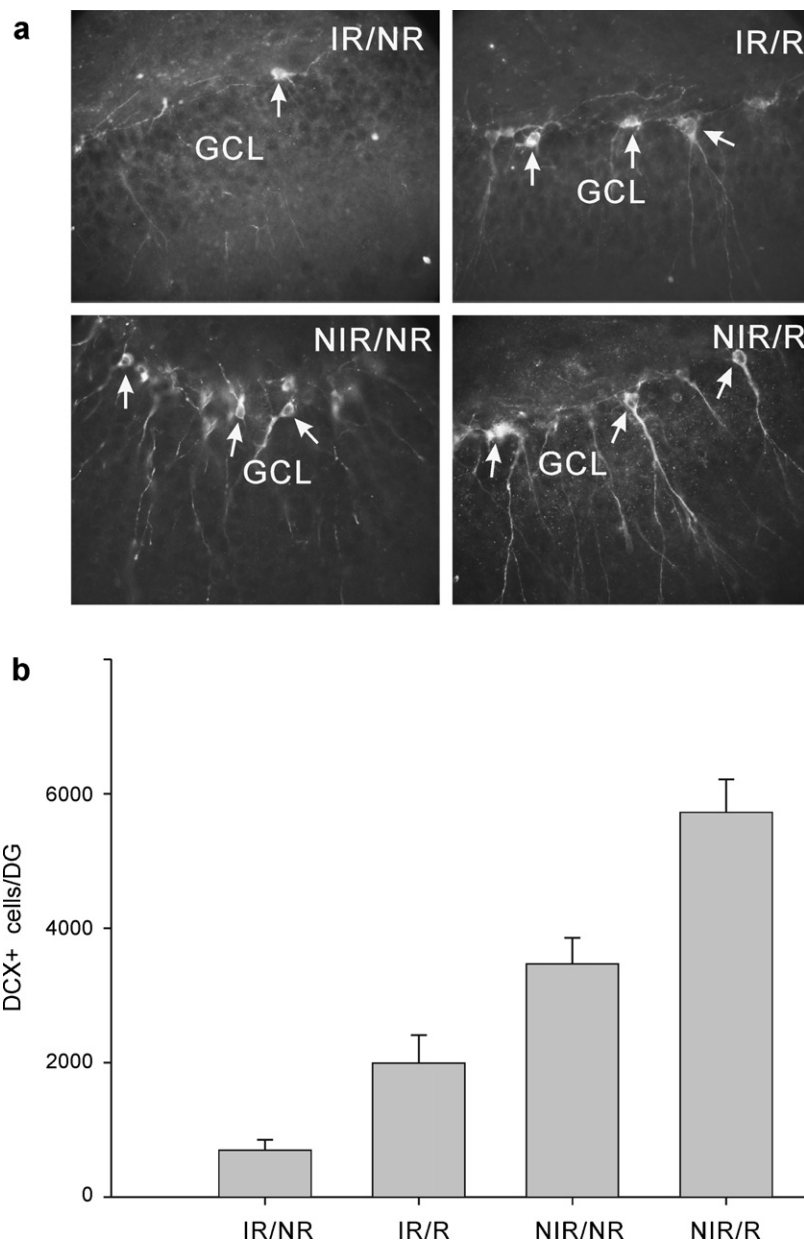 a
IR/NR
GCL
IR/R
GCL
NIR/NR
GCL
NIR/R
GCL
b
DCX+ cells/DG
6000
4000
2000
0
IR/NR
IR/R
NIR/NR
NIR/R